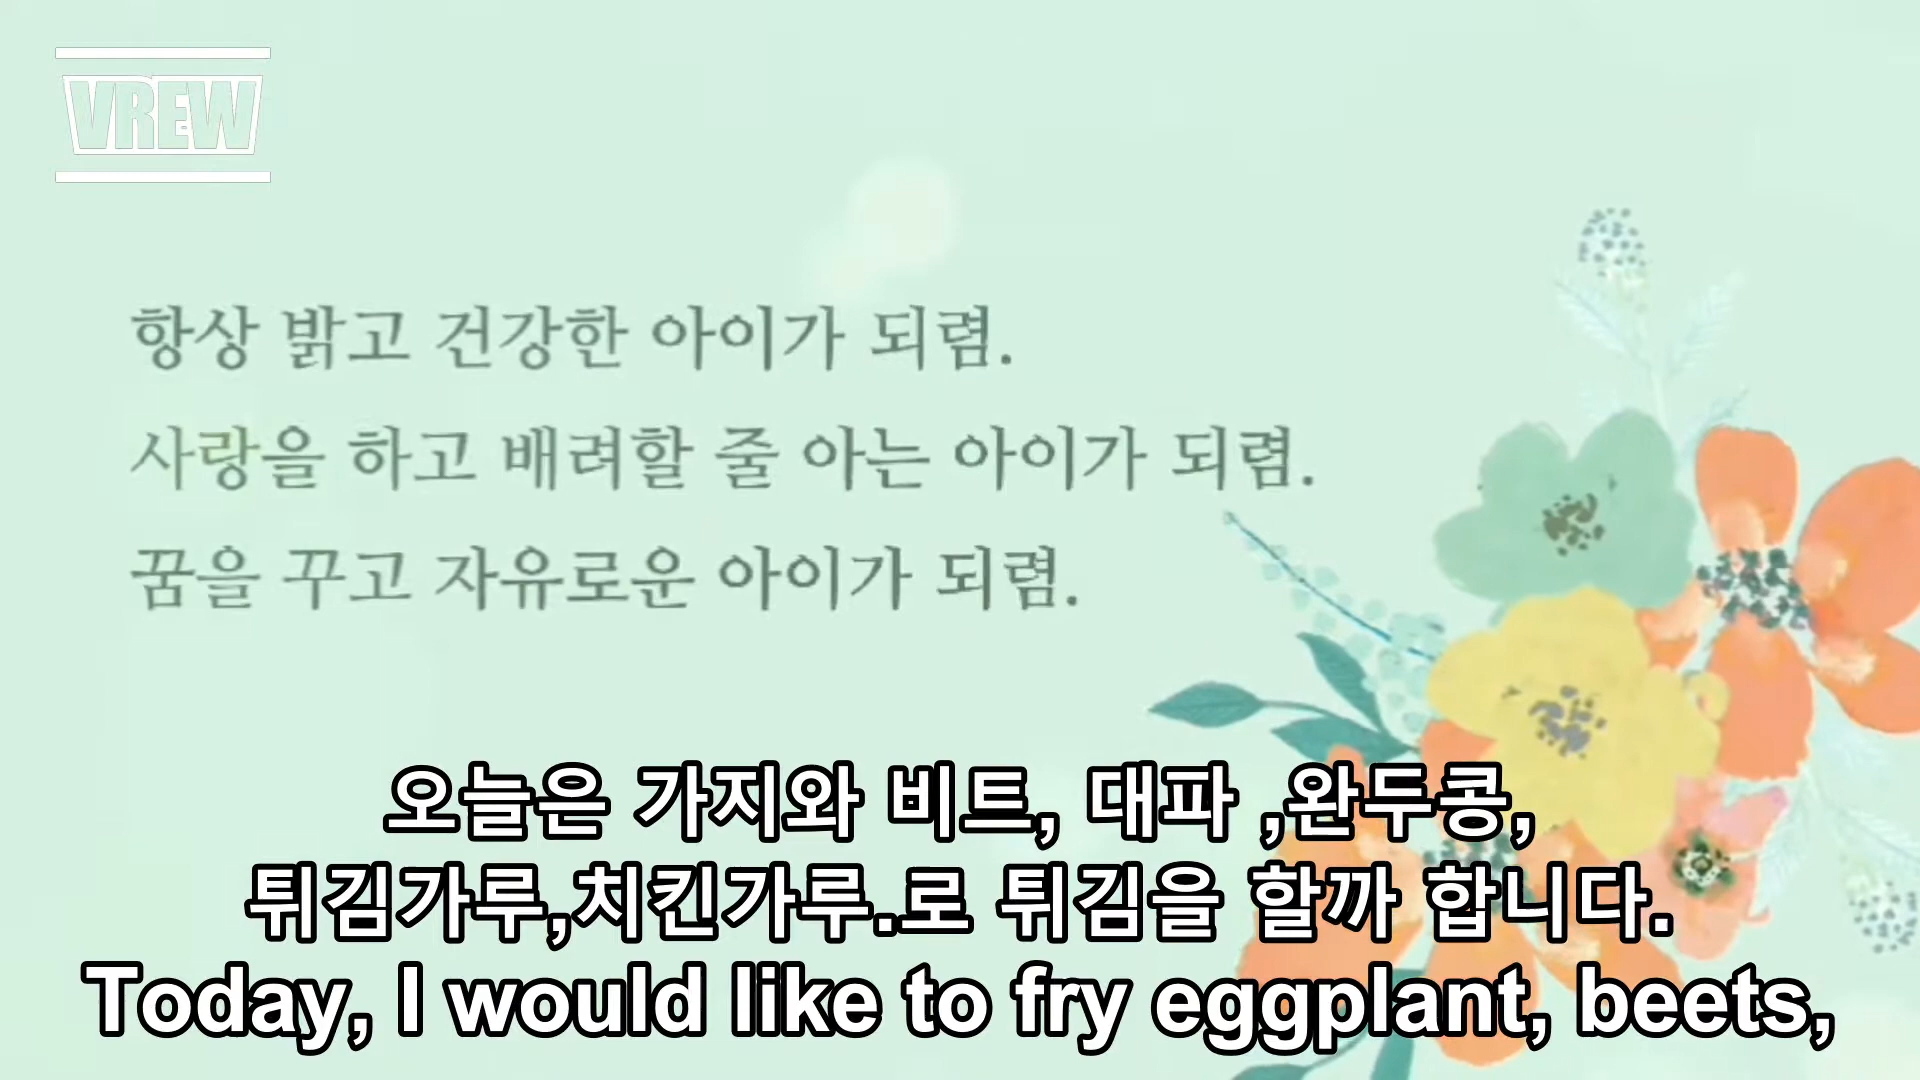 VREW
항상 밝고 건강한 아이가 되렴.
사랑을 하고 배려할 줄 아는 아이가 되렴.
꿈을 꾸고 자유로운 아이가 되렴.
오늘은 가지와 비트, 대파 ,완두콩,
튀김가루,치킨가루.로 튀김을 할까 합니다.
Today, I would like to fry eggplant, beets,